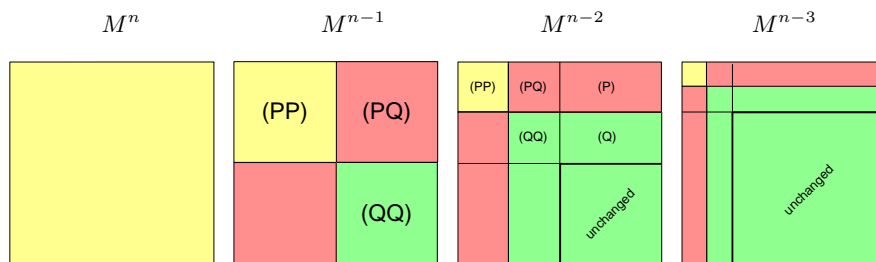 M^n M^{n-1} M^{n-2} M^{n-3}
(PP) (PQ) (PP) (PQ) (P)
(QQ) (QQ) (Q)
unchanged unchanged